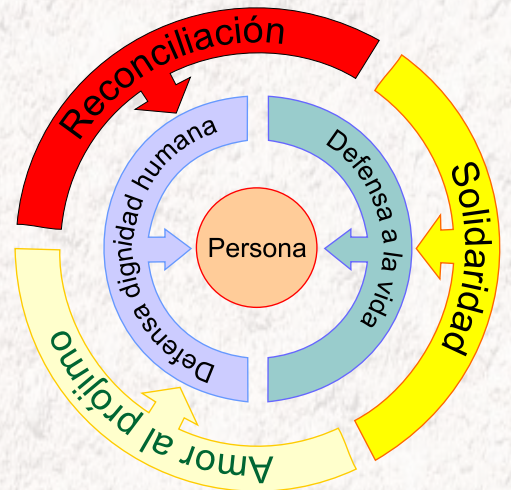 Reconciliación
Solidaridad
Amor al prójimo
Defensa dignidad humana
Defensa a la vida
Persona